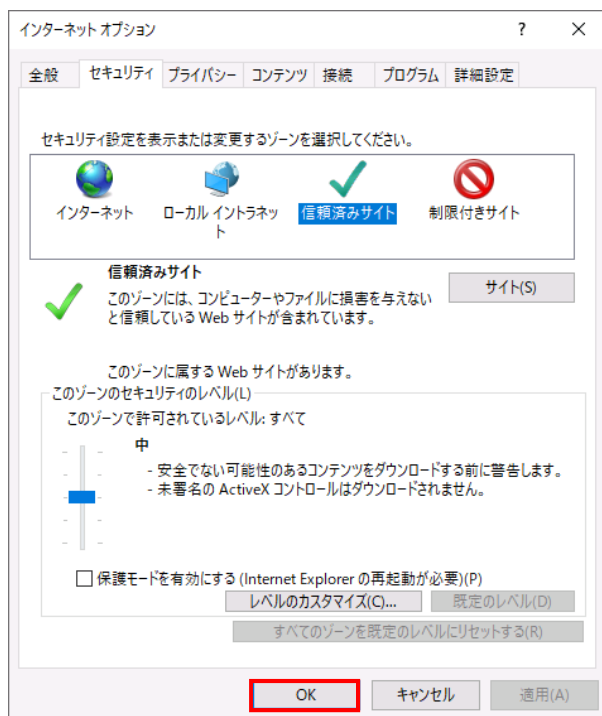 インターネット オプション ? ×
全般 セキュリティ プライバシー コンテンツ 接続 プログラム 詳細設定
セキュリティ設定を表示または変更するゾーンを選択してください。
インターネット
ローカル イントラネッ
ト
信頼済みサイト
制限付きサイト
信頼済みサイト
このゾーンには、コンピューターやファイルに損害を与えない
と信頼している Web サイトが含まれています。
サイト(S)
このゾーンに属する Web サイトがあります。
このゾーンのセキュリティのレベル(L)
このゾーンで許可されているレベル: すべて
中
- 安全でない可能性のあるコンテンツをダウンロードする前に警告します。
- 未署名の ActiveX コントロールはダウンロードされません。
保護モードを有効にする (Internet Explorer の再起動が必要)(P)
レベルのカスタマイズ(C)... 既定のレベル(D)
すべてのゾーンを既定のレベルにリセットする(R)
OK キャンセル 適用(A)